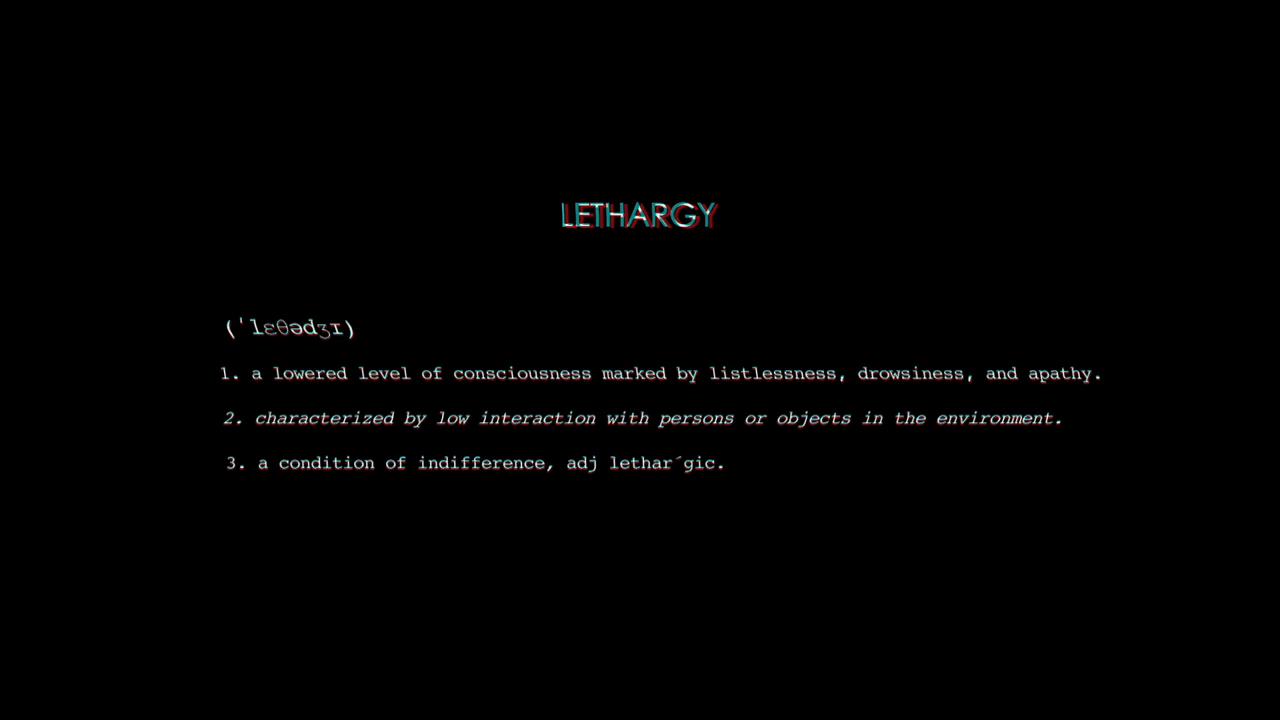 LETHARGY
(ˈlɛθədʒɪ)
1. a lowered level of consciousness marked by listlessness, drowsiness, and apathy.
2. characterized by low interaction with persons or objects in the environment.
3. a condition of indifference, adj lethar´gic.